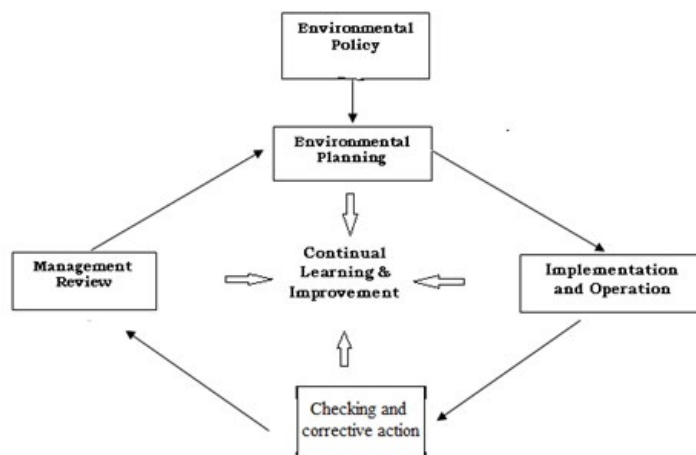 Environmental
Policy
Environmental
Planning
Continual
Learning &
Improvement
Management
Review
Implementation
and Operation
Checking and
corrective action